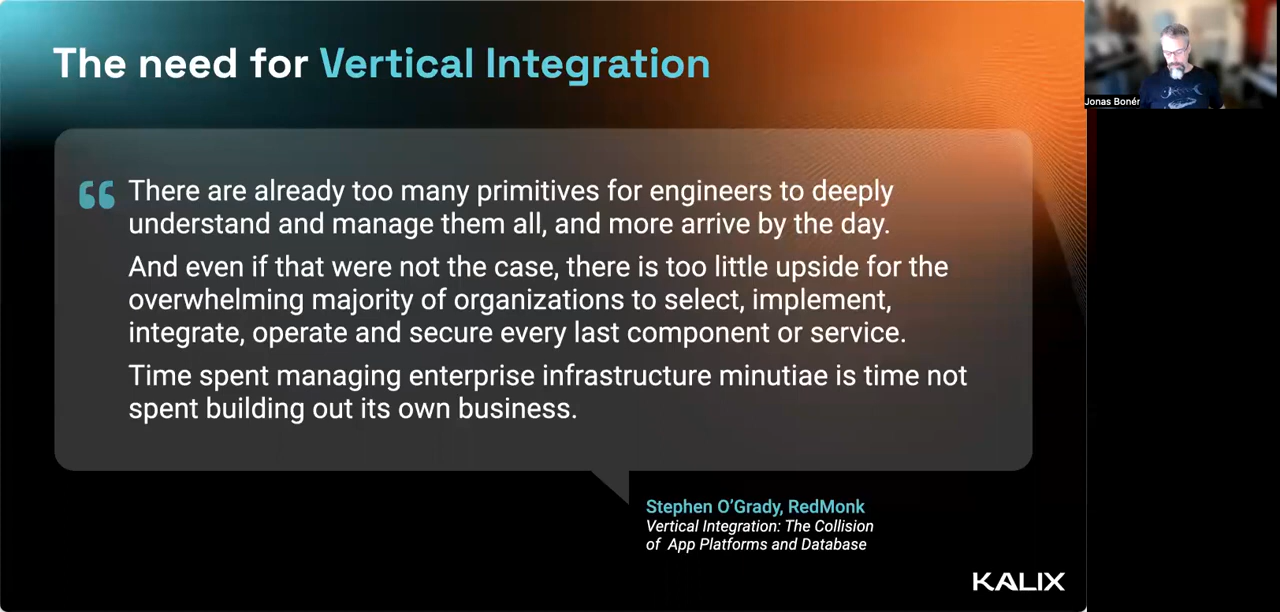 The need for Vertical Integration
There are already too many primitives for engineers to deeply
understand and manage them all, and more arrive by the day.
And even if that were not the case, there is too little upside for the
overwhelming majority of organizations to select, implement,
integrate, operate and secure every last component or service.
Time spent managing enterprise infrastructure minutiae is time not
spent building out its own business.
Stephen O’Grady, RedMonk
Vertical Integration: The Collision
of App Platforms and Database
KALIX
Jonas Bonér